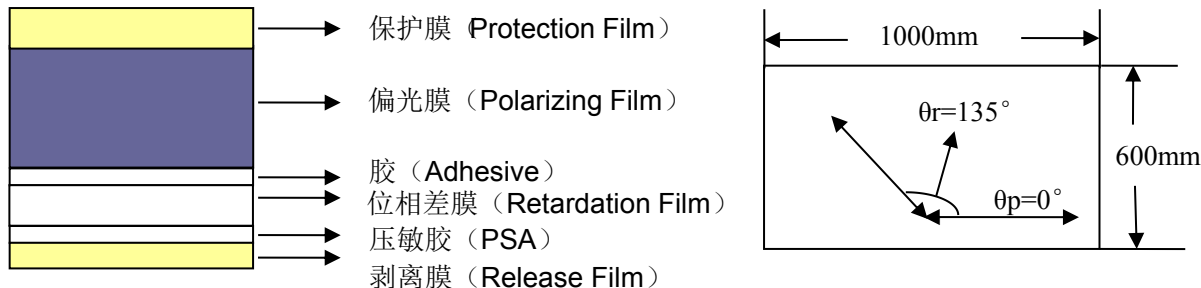 保护膜（Protection Film）
偏光膜（Polarizing Film）
胶（Adhesive）
位相差膜（Retardation Film）
压敏胶（PSA）
剥离膜（Release Film）
1000mm
θr=135°
600mm
θp=0°